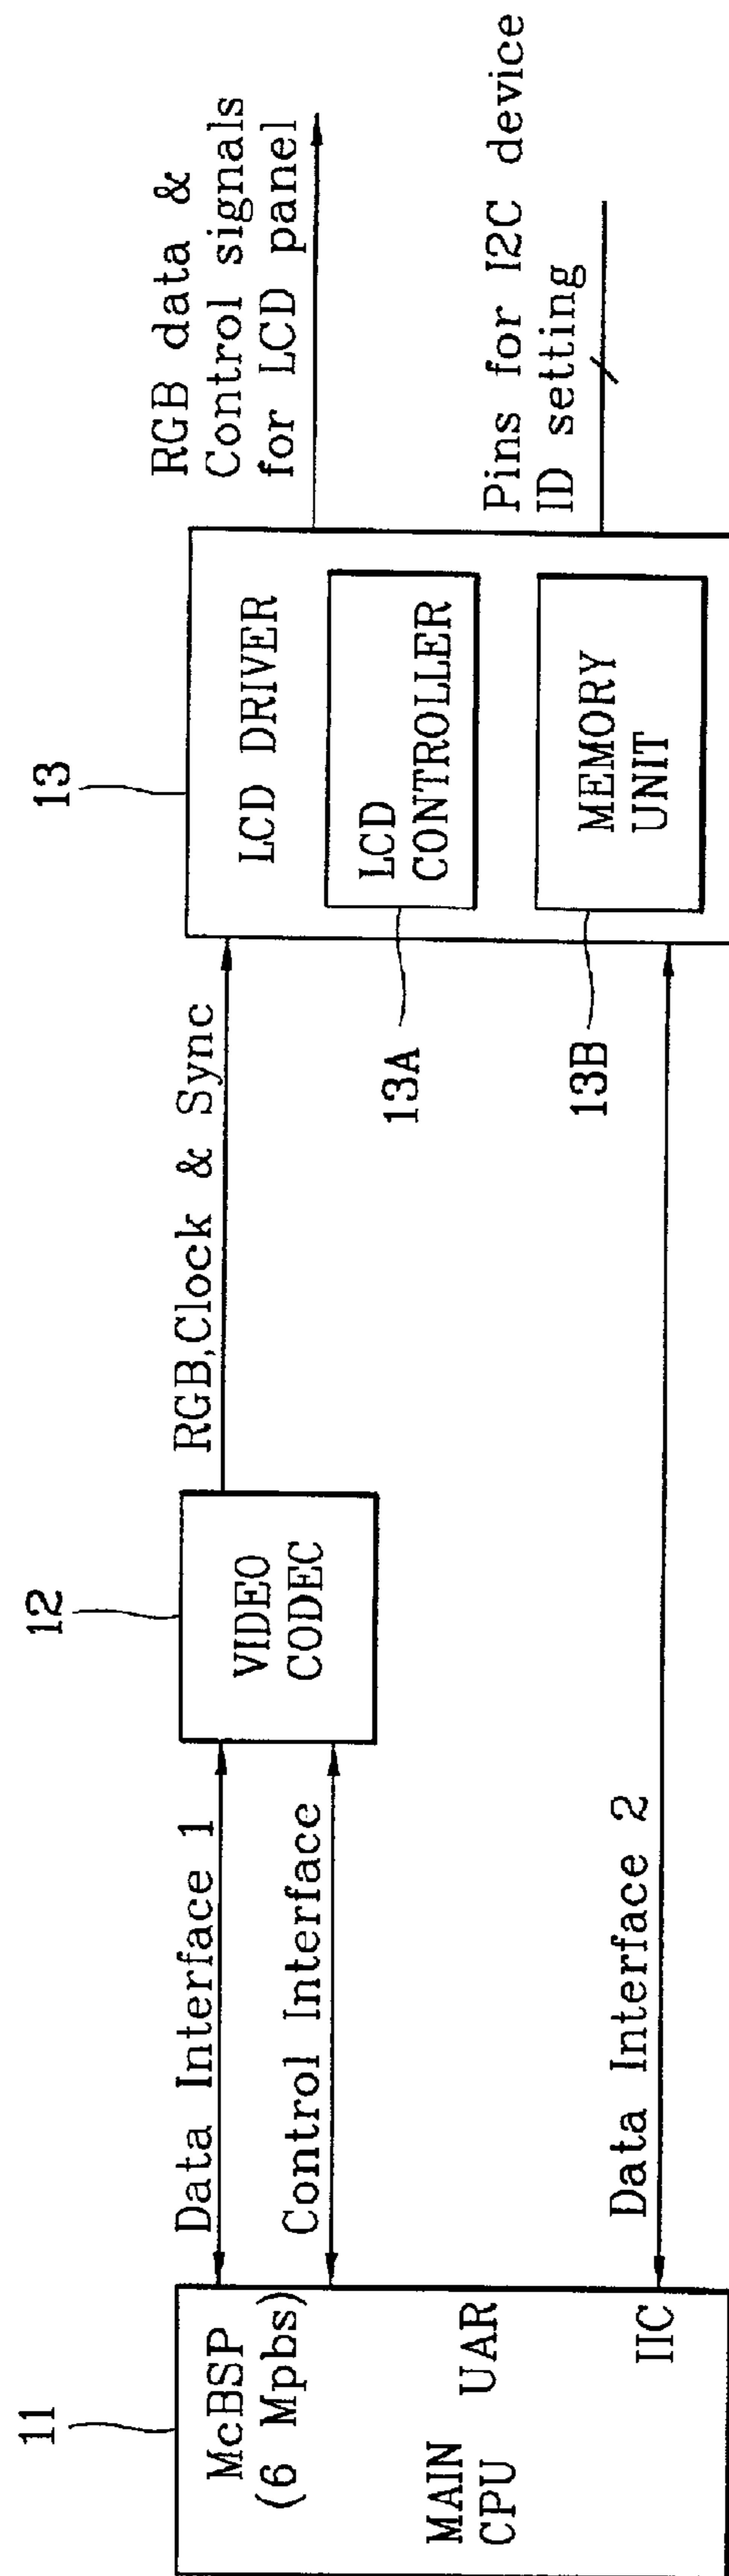 11
McBSP
(6 Mpbs)
UAR
MAIN
CPU
IIC
Data Interface 1
Control Interface
Data Interface 2
12
VIDEO
CODEC
RGB,Clock & Sync
13
LCD DRIVER
LCD
CONTROLLER
13A
MEMORY
UNIT
13B
RGB data &
Control signals
for LCD panel
Pins for I2C device
ID setting